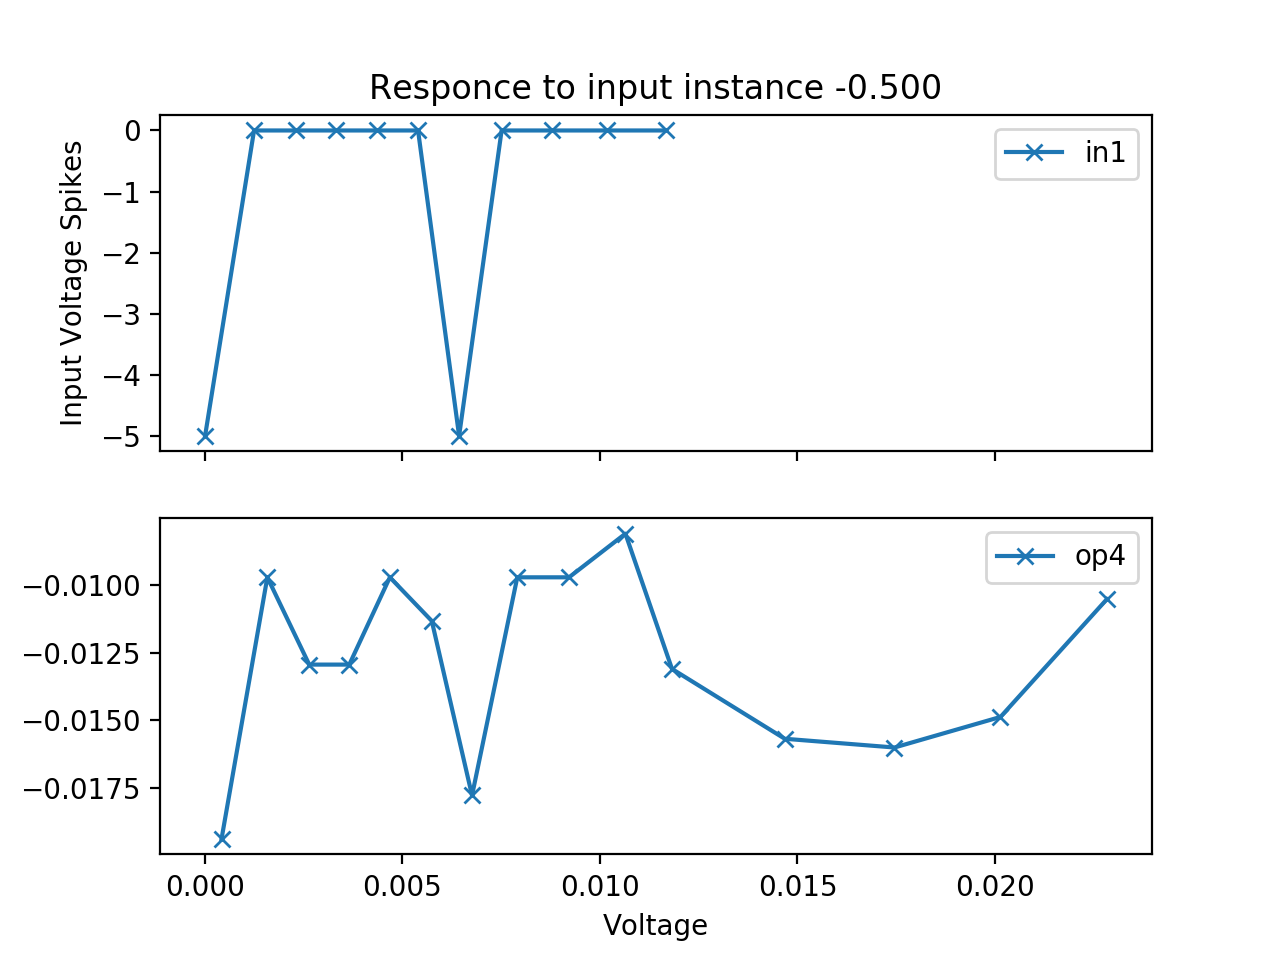 Responce to input instance -0.500
Input Voltage Spikes
0
−1
−2
−3
−4
−5
in1
−0.0100
−0.0125
−0.0150
−0.0175
op4
0.000 0.005 0.010 0.015 0.020
Voltage